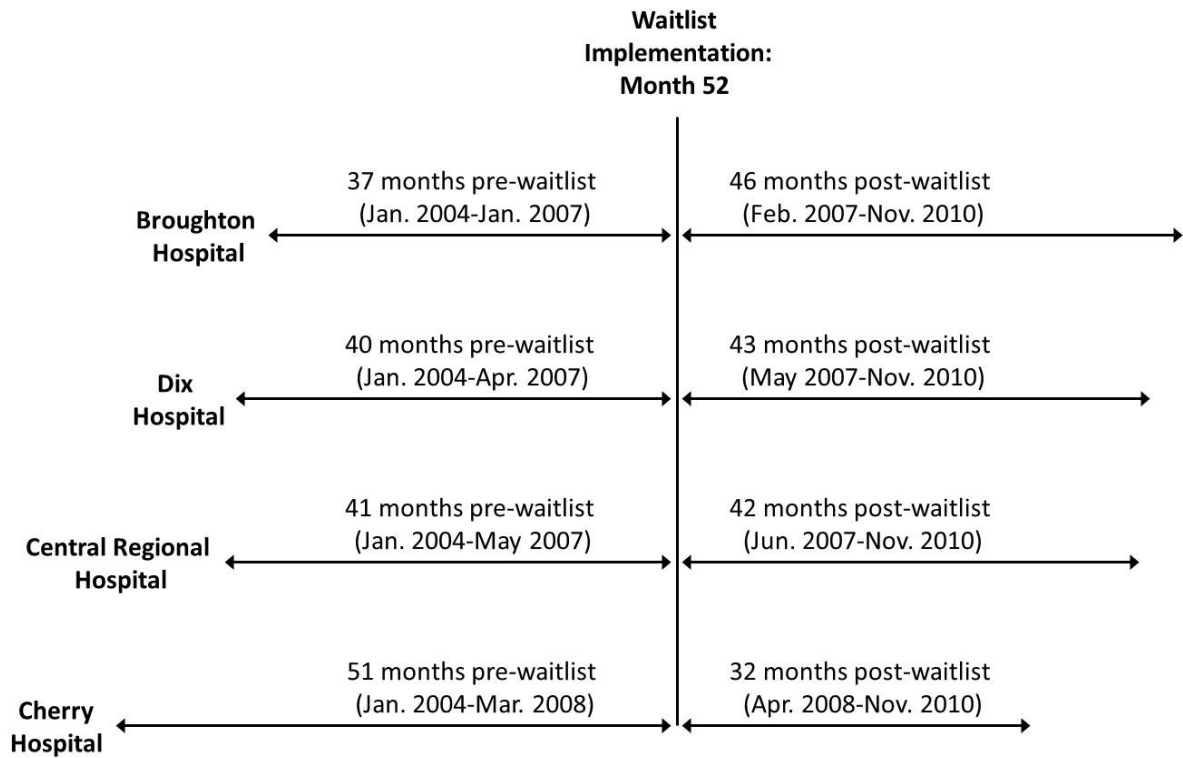 Waitlist
Implementation:
Month 52
Broughton
Hospital
37 months pre-waitlist
(Jan. 2004-Jan. 2007)
46 months post-waitlist
(Feb. 2007-Nov. 2010)
Dix
Hospital
40 months pre-waitlist
(Jan. 2004-Apr. 2007)
43 months post-waitlist
(May 2007-Nov. 2010)
Central Regional
Hospital
41 months pre-waitlist
(Jan. 2004-May 2007)
42 months post-waitlist
(Jun. 2007-Nov. 2010)
Cherry
Hospital
51 months pre-waitlist
(Jan. 2004-Mar. 2008)
32 months post-waitlist
(Apr. 2008-Nov. 2010)